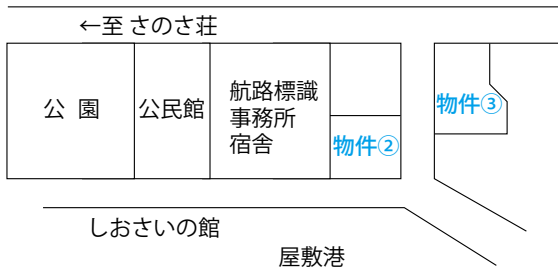 ←至 さのさ荘
公 園
公民館
航路標識
事務所
宿舎
物件②
物件③
しおさいの館
屋敷港